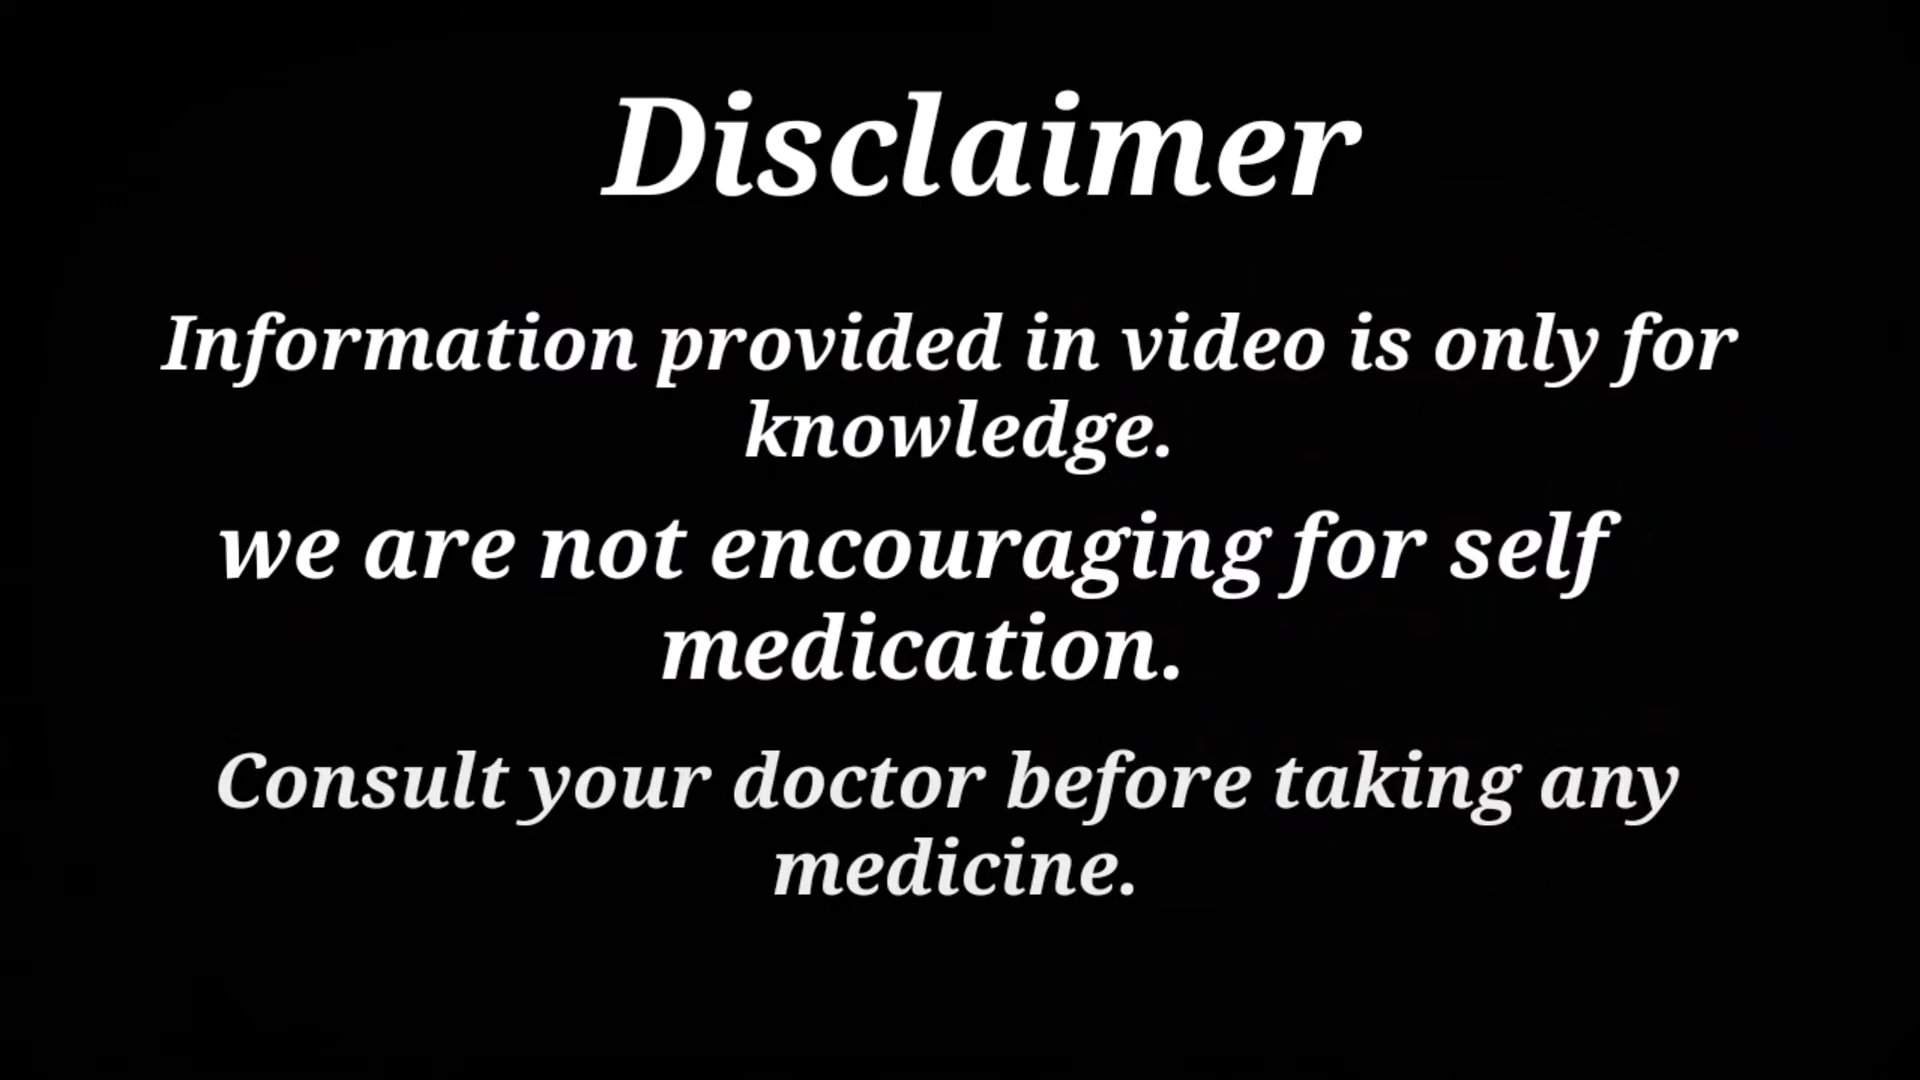 Disclaimer
Information provided in video is only for
knowledge.
we are not encouraging for self
medication.
Consult your doctor before taking any
medicine.